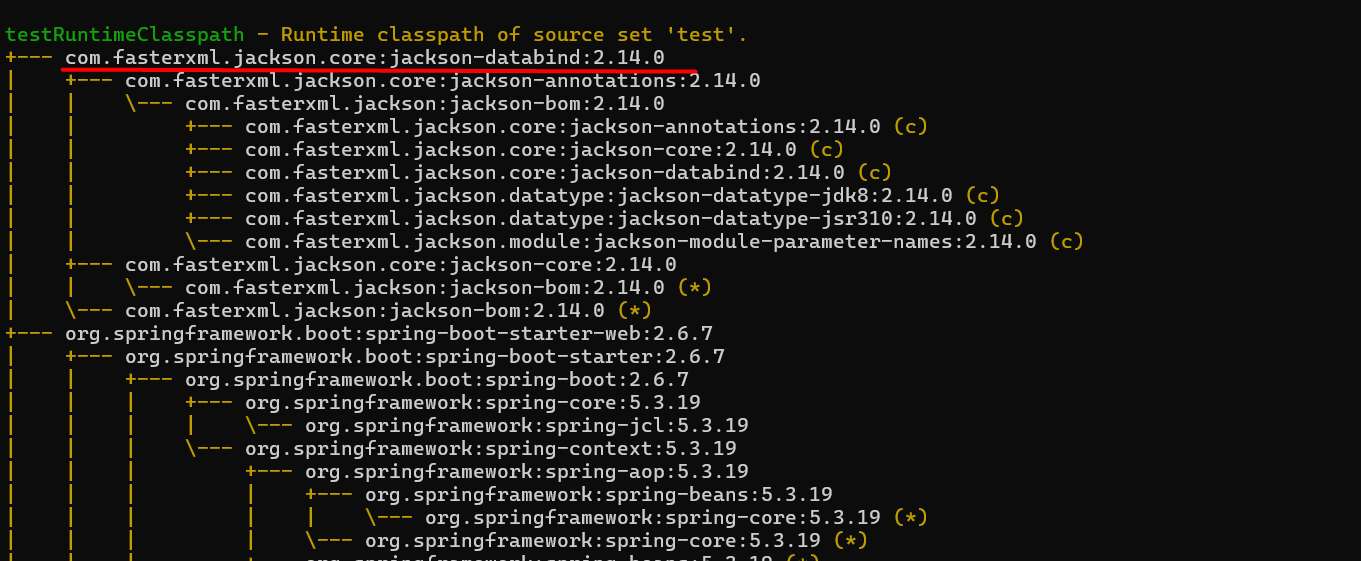 testRuntimeClasspath - Runtime classpath of source set 'test'.
+--- com.fasterxml.jackson.core:jackson-databind:2.14.0
|    +--- com.fasterxml.jackson.core:jackson-annotations:2.14.0
|    |    \--- com.fasterxml.jackson:jackson-bom:2.14.0
|    |         +--- com.fasterxml.jackson.core:jackson-annotations:2.14.0 (c)
|    |         +--- com.fasterxml.jackson.core:jackson-core:2.14.0 (c)
|    |         +--- com.fasterxml.jackson.core:jackson-databind:2.14.0 (c)
|    |         +--- com.fasterxml.jackson.datatype:jackson-datatype-jdk8:2.14.0 (c)
|    |         +--- com.fasterxml.jackson.datatype:jackson-datatype-jsr310:2.14.0 (c)
|    |         \--- com.fasterxml.jackson.module:jackson-module-parameter-names:2.14.0 (c)
|    +--- com.fasterxml.jackson.core:jackson-core:2.14.0
|    |    \--- com.fasterxml.jackson:jackson-bom:2.14.0 (*)
|    \--- com.fasterxml.jackson:jackson-bom:2.14.0 (*)
+--- org.springframework.boot:spring-boot-starter-web:2.6.7
|    +--- org.springframework.boot:spring-boot-starter:2.6.7
|    |    +--- org.springframework.boot:spring-boot:2.6.7
|    |    |    +--- org.springframework:spring-core:5.3.19
|    |    |    |    \--- org.springframework:spring-jcl:5.3.19
|    |    |    \--- org.springframework:spring-context:5.3.19
|    |    |         +--- org.springframework:spring-aop:5.3.19
|    |    |         |    +--- org.springframework:spring-beans:5.3.19
|    |    |         |    |    \--- org.springframework:spring-core:5.3.19 (*)
|    |    |         |    \--- org.springframework:spring-core:5.3.19 (*)
|    |    |         +--- org.springframework:spring-beans:5.3.19 (*)